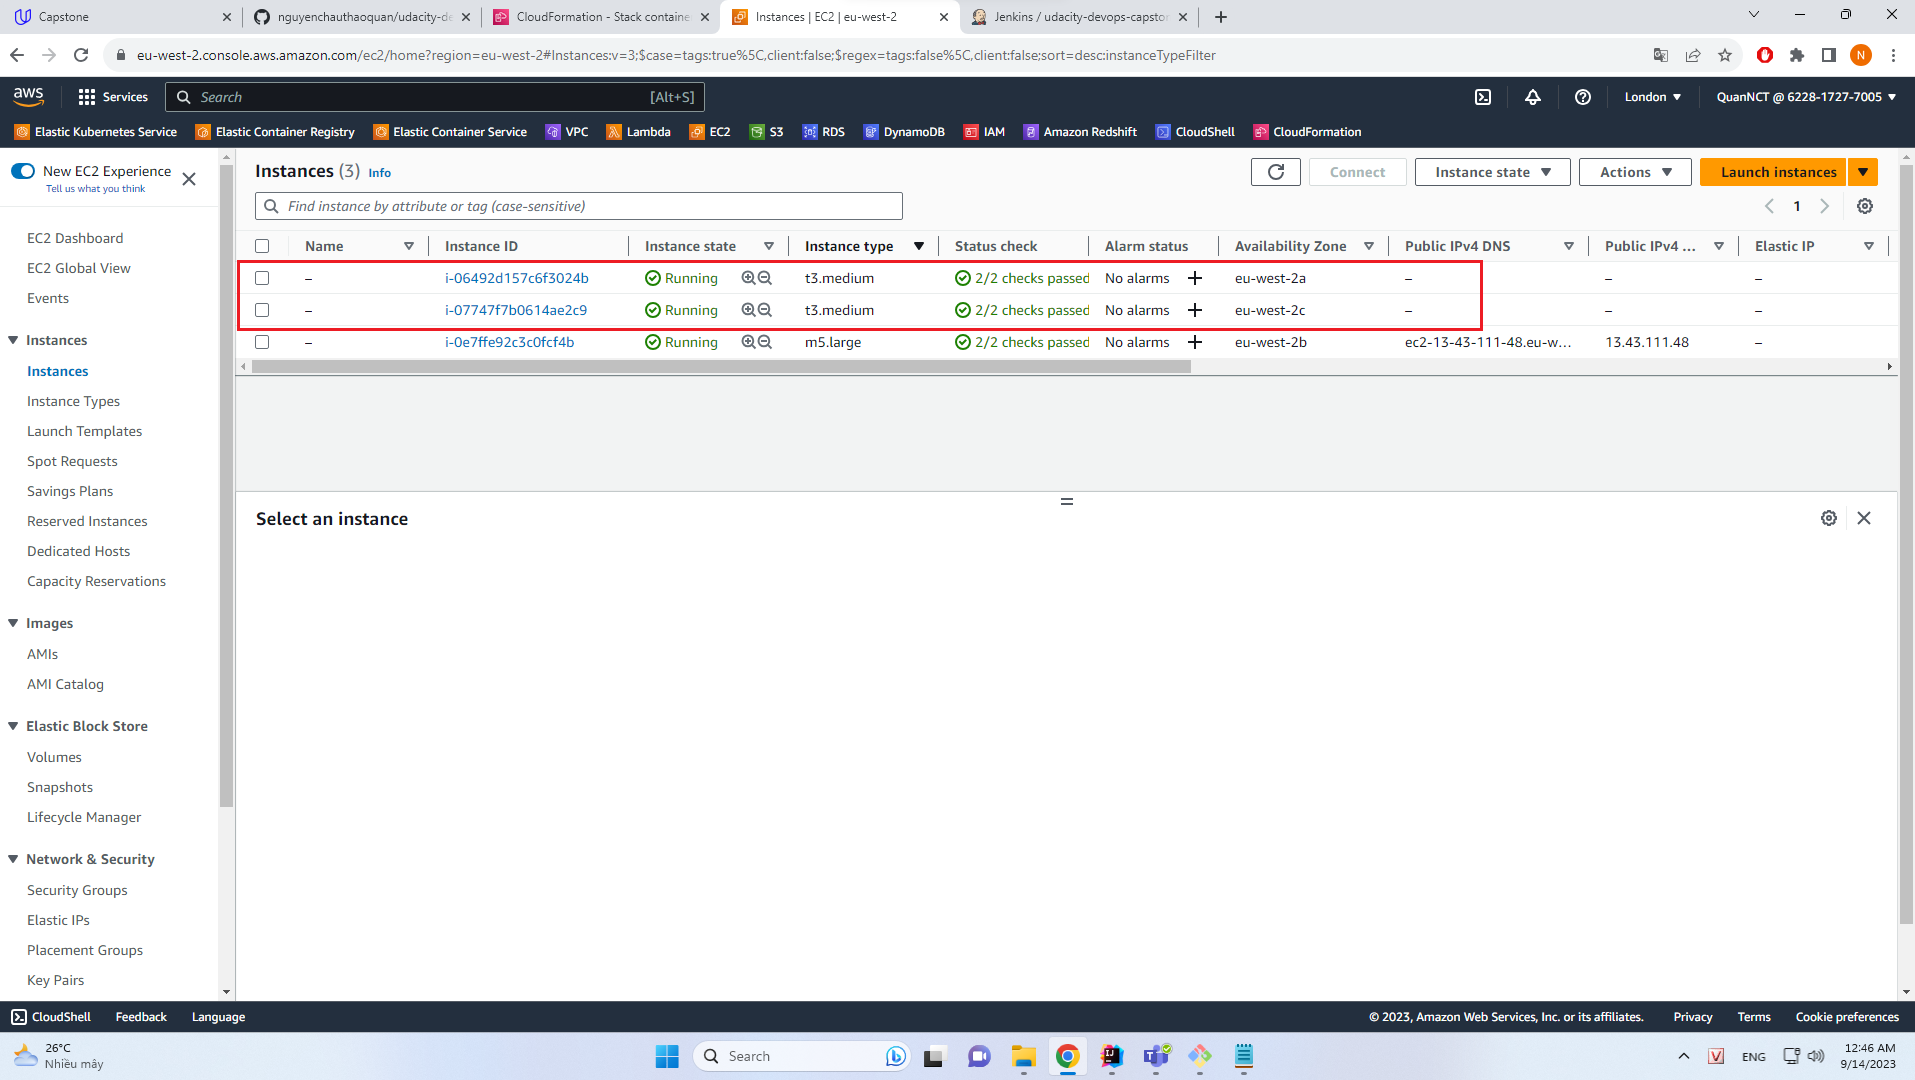 Capstone
nguyenchauthaoquan/udacity-de
CloudFormation - Stack containe
Instances | EC2 | eu-west-2
Jenkins / udacity-devops-capstor
eu-west-2.console.aws.amazon.com/ec2/home?region=eu-west-2#Instances:v=3;$case=tags:true%5C,client:false;$regex=tags:false%5C,client:false;sort=desc:instanceTypeFilter
N
aws Services Search [Alt+S] London QuanNCT @ 6228-1727-7005
Elastic Kubernetes Service Elastic Container Registry Elastic Container Service VPC Lambda EC2 S3 RDS DynamoDB IAM Amazon Redshift CloudShell CloudFormation
New EC2 Experience
Tell us what you think
EC2 Dashboard
EC2 Global View
Events
Instances
Instances
Instance Types
Launch Templates
Spot Requests
Savings Plans
Reserved Instances
Dedicated Hosts
Capacity Reservations
Images
AMIs
AMI Catalog
Elastic Block Store
Volumes
Snapshots
Lifecycle Manager
Network & Security
Security Groups
Elastic IPs
Placement Groups
Key Pairs
Instances (3) Info
Connect Instance state Actions Launch instances
Find instance by attribute or tag (case-sensitive)
1
Name Instance ID Instance state Instance type Status check Alarm status Availability Zone Public IPv4 DNS Public IPv4 ... Elastic IP
– i-06492d157c6f3024b Running t3.medium 2/2 checks passed No alarms + eu-west-2a – – –
– i-07747f7b0614ae2c9 Running t3.medium 2/2 checks passed No alarms + eu-west-2c – – –
– i-0e7ffe92c3c0fcf4b Running m5.large 2/2 checks passed No alarms + eu-west-2b ec2-13-43-111-48.eu-w... 13.43.111.48 –
Select an instance
CloudShell Feedback Language
© 2023, Amazon Web Services, Inc. or its affiliates. Privacy Terms Cookie preferences
26°C
Nhiều mây
Search
ENG
12:46 AM
9/14/2023